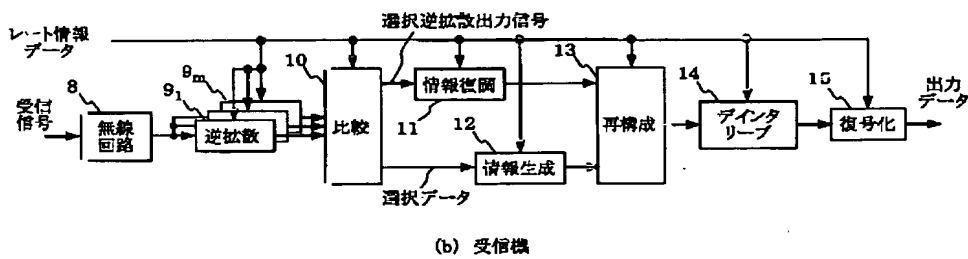 レート情報
データ
選択逆拡散出力信号
受信
信号
8
無線
回路
9m
91
逆拡散
10
比較
11
情報復調
12
情報生成
選択データ
13
再構成
14
デインタ
リーブ
15
復号化
出力
データ
(b) 受信機